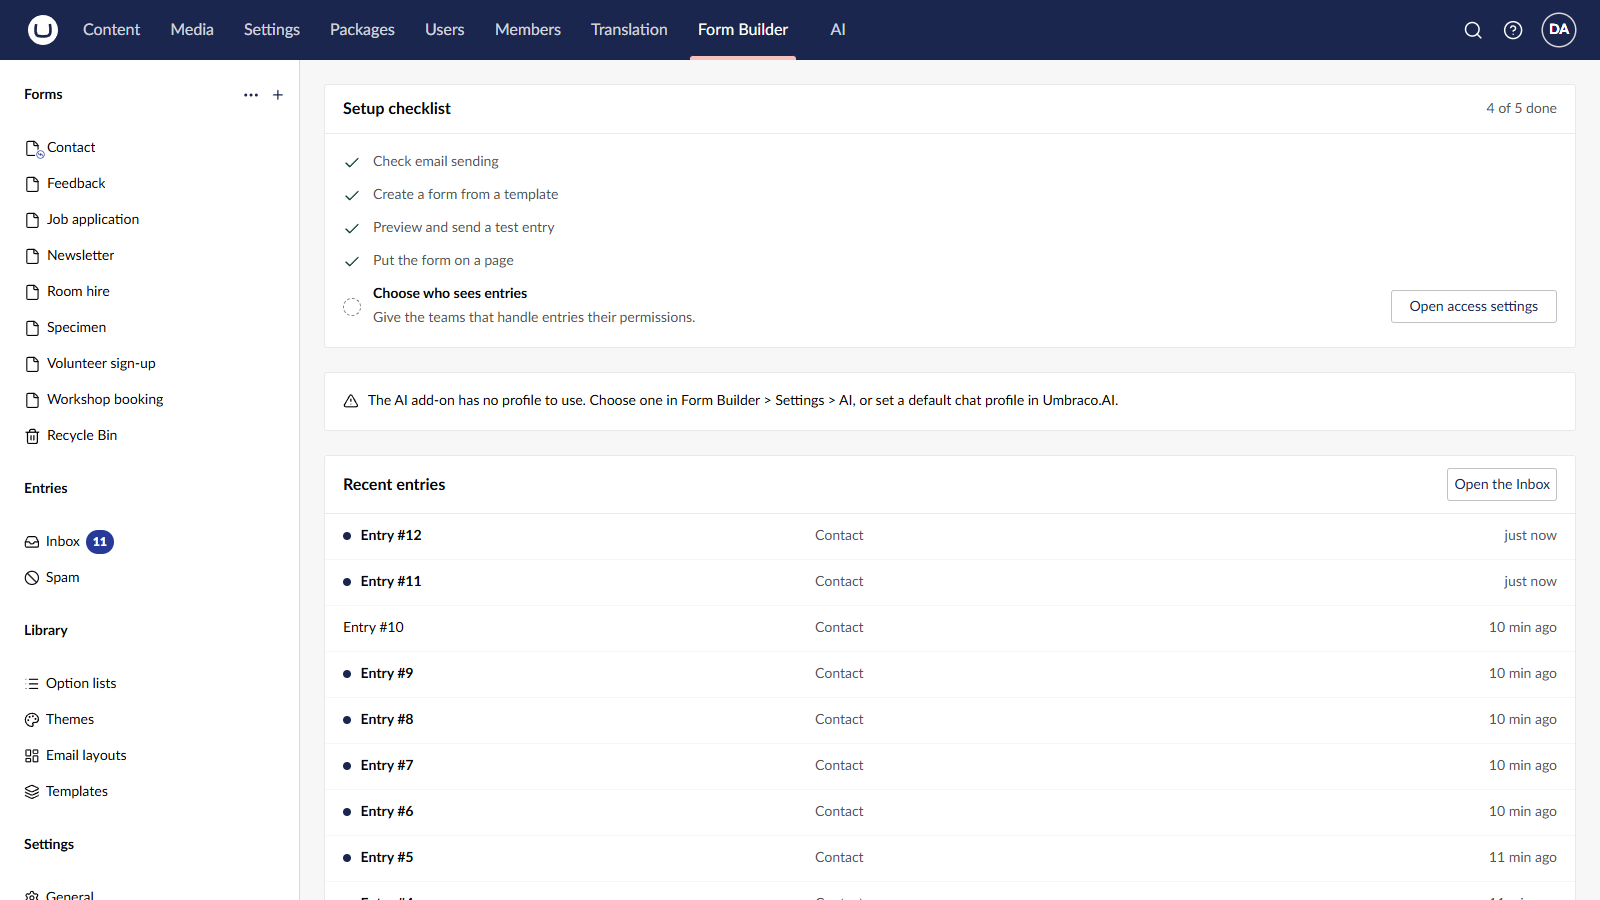 Content
Media
Settings
Packages
Users
Members
Translation
Form Builder
AI
DA
Forms
Contact
Feedback
Job application
Newsletter
Room hire
Specimen
Volunteer sign-up
Workshop booking
Recycle Bin
Entries
Inbox 11
Spam
Library
Option lists
Themes
Email layouts
Templates
Settings
General
Setup checklist
4 of 5 done
Check email sending
Create a form from a template
Preview and send a test entry
Put the form on a page
Choose who sees entries
Give the teams that handle entries their permissions.
Open access settings
The AI add-on has no profile to use. Choose one in Form Builder > Settings > AI, or set a default chat profile in Umbraco.AI.
Recent entries
Open the Inbox
Entry #12 Contact just now
Entry #11 Contact just now
Entry #10 Contact 10 min ago
Entry #9 Contact 10 min ago
Entry #8 Contact 10 min ago
Entry #7 Contact 10 min ago
Entry #6 Contact 10 min ago
Entry #5 Contact 11 min ago